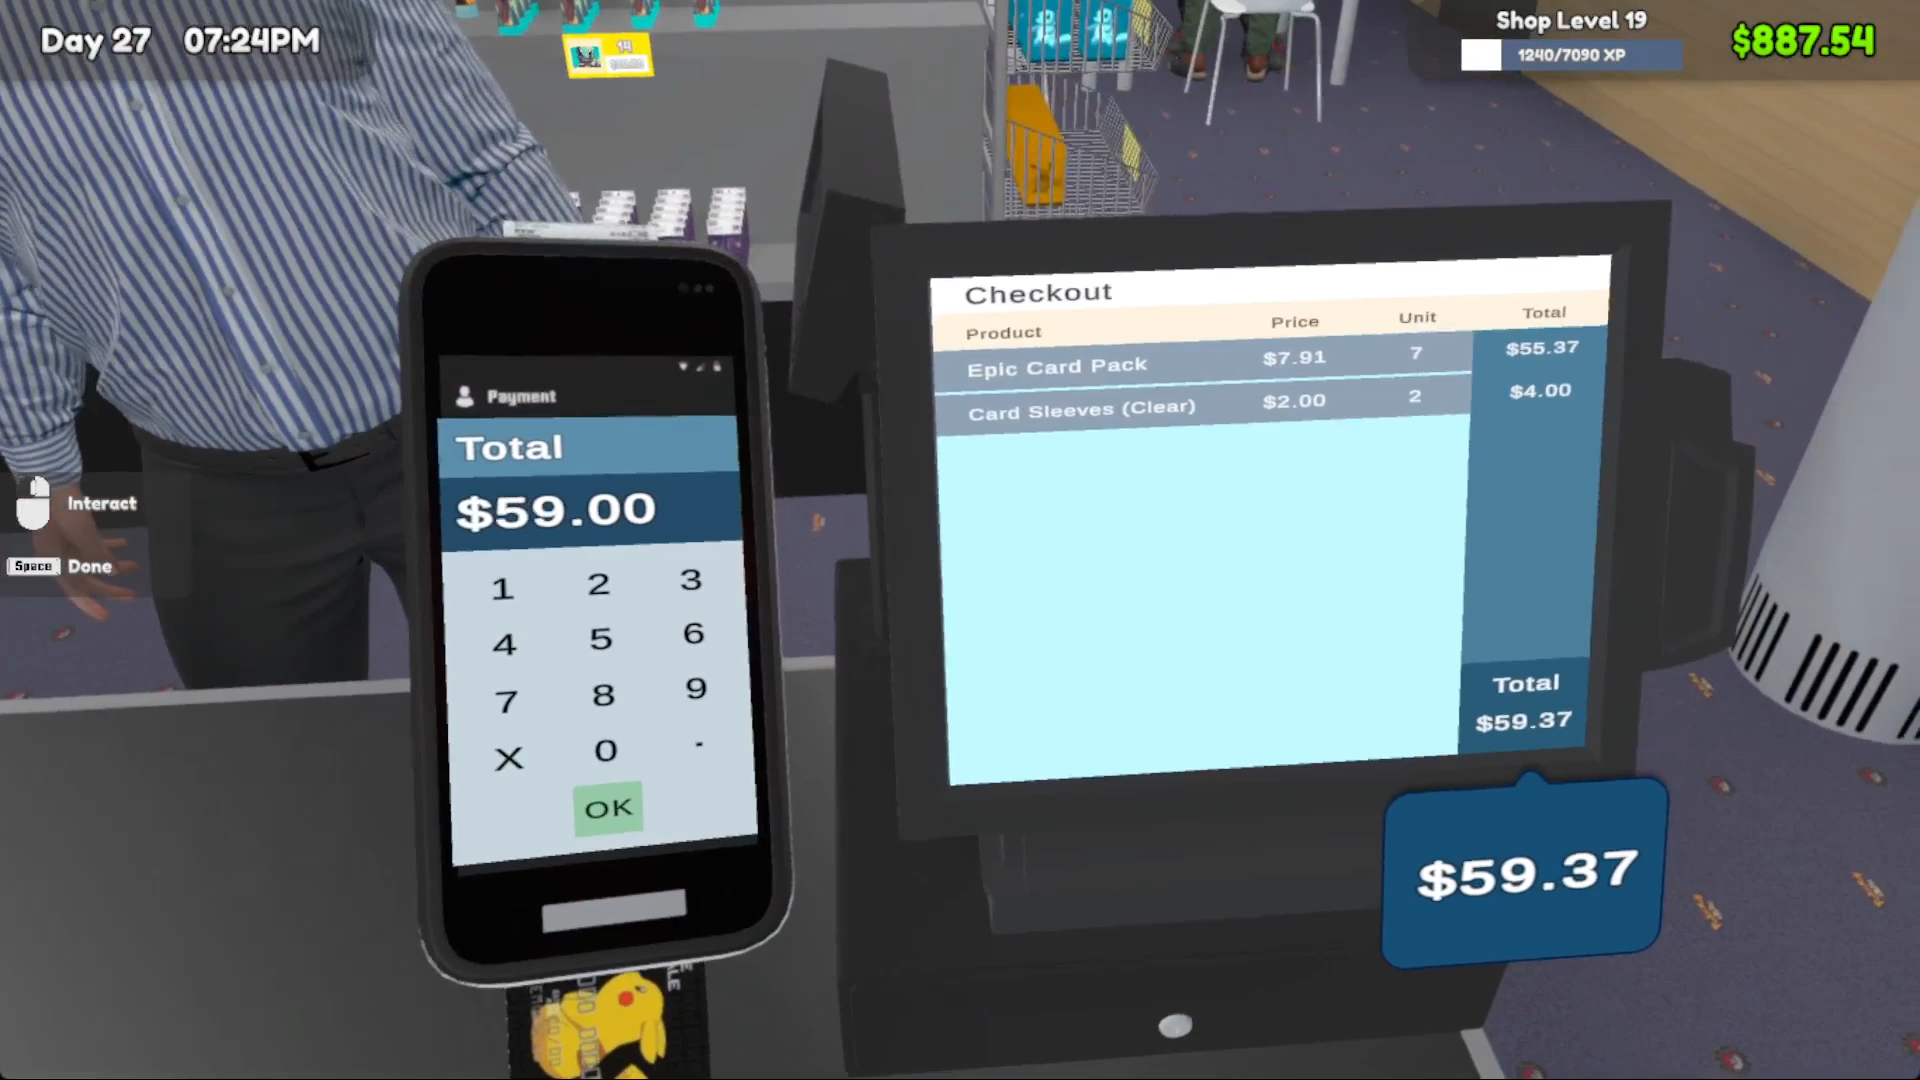 Day 27 07:24PM
Shop Level 19
1240/7090 XP
$887.54
14
Interact
Space Done
Payment
Total
$59.00
1 2 3
4 5 6
7 8 9
X 0 .
OK
Checkout
Product Price Unit Total
Epic Card Pack $7.91 7 $55.37
Card Sleeves (Clear) $2.00 2 $4.00
Total
$59.37
$59.37